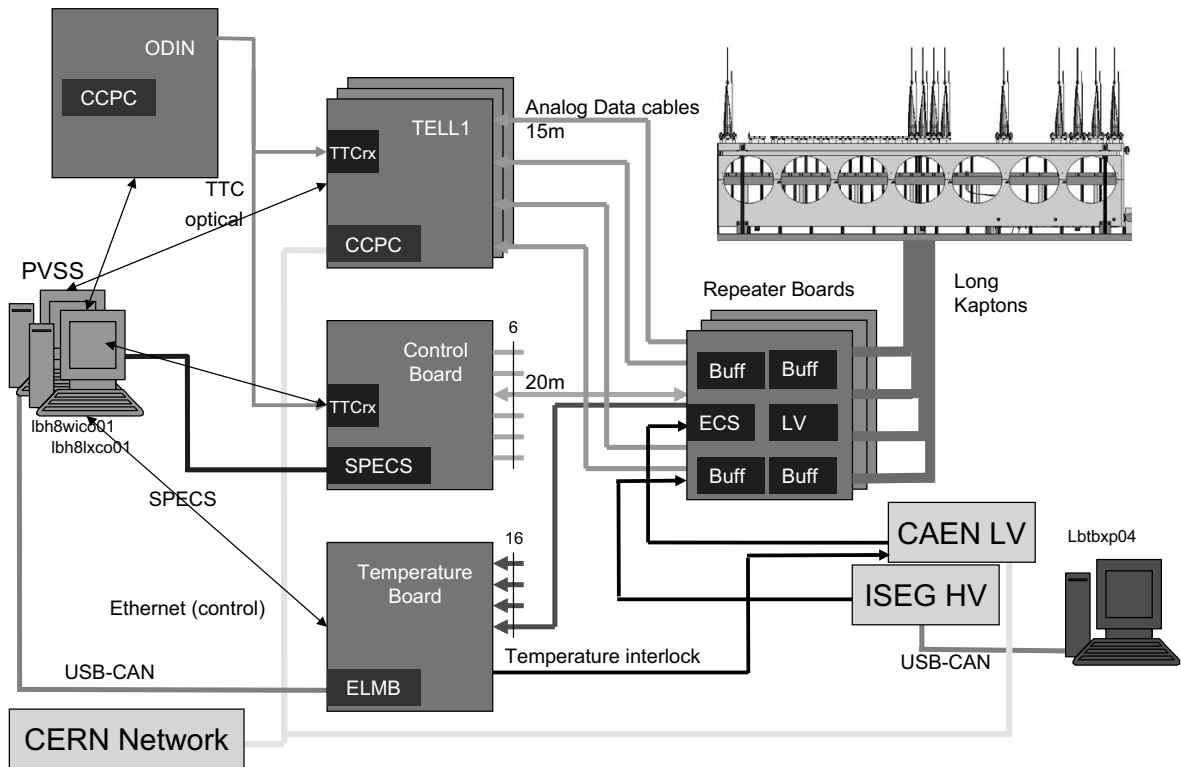 ODIN
CCPC
TELL1
TTCrx
CCPC
Analog Data cables
15m
TTC
optical
PVSS
lbh8wico01
lbh8lxco01
Control
Board
TTCrx
SPECS
6
20m
Repeater Boards
Buff
Buff
ECS
LV
Buff
Buff
Long
Kaptons
SPECS
Temperature
Board
ELMB
16
Ethernet (control)
USB-CAN
Temperature interlock
CAEN LV
ISEG HV
Lbtbxp04
USB-CAN
CERN Network